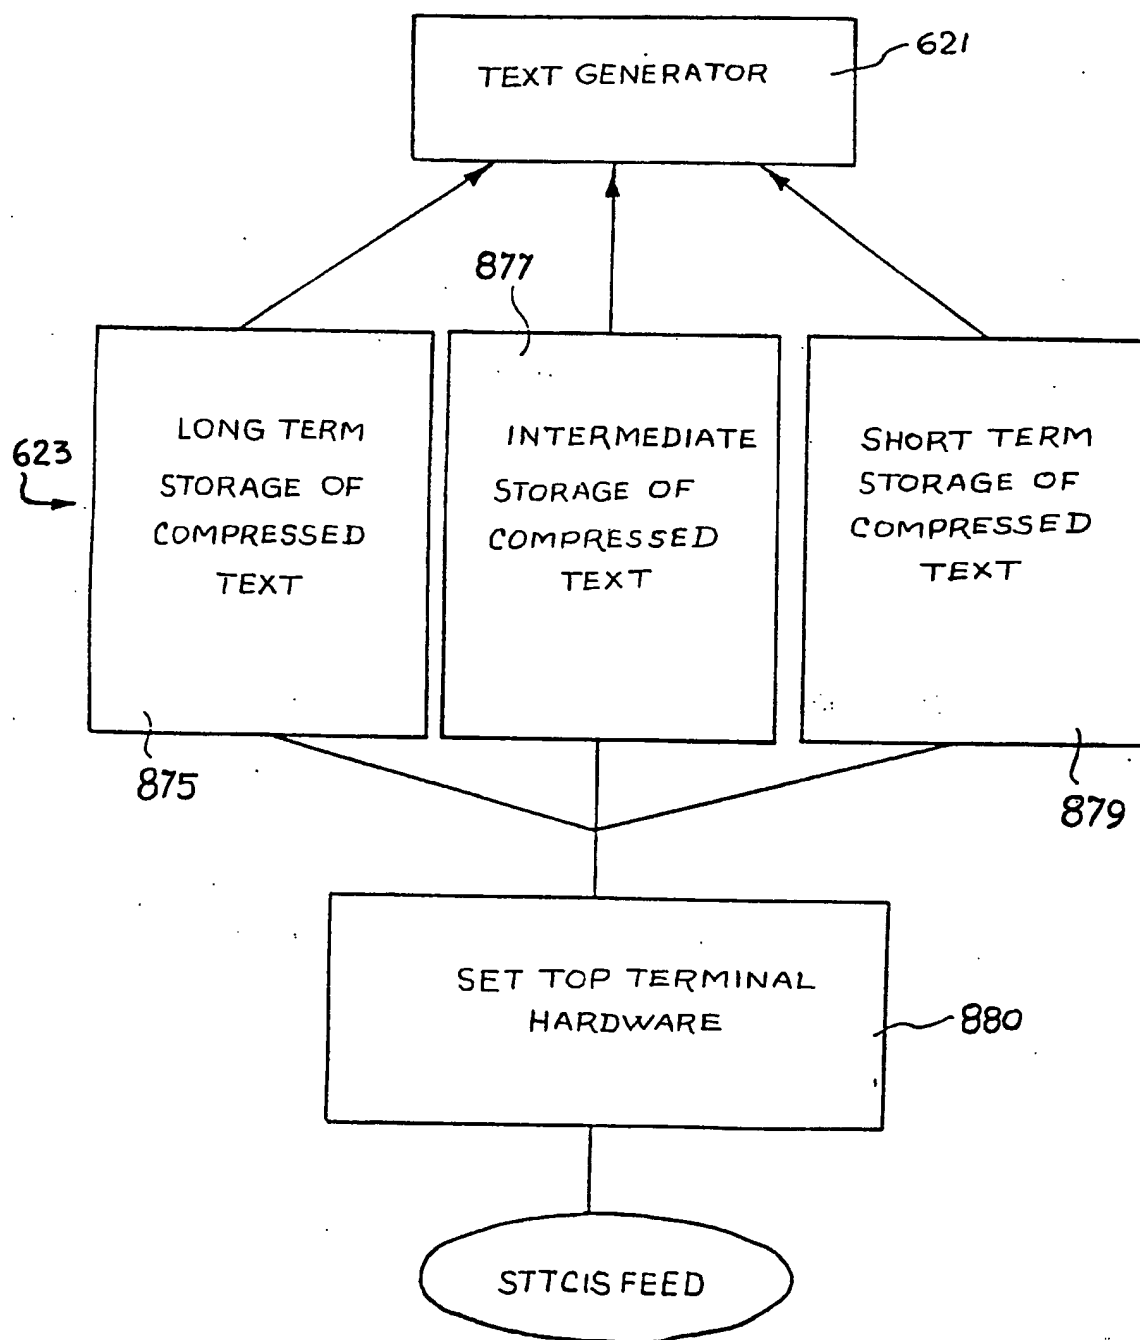 TEXT GENERATOR
621
877
623
LONG TERM
STORAGE OF
COMPRESSED
TEXT
INTERMEDIATE
STORAGE OF
COMPRESSED
TEXT
SHORT TERM
STORAGE OF
COMPRESSED
TEXT
875
879
SET TOP TERMINAL
HARDWARE
880
STTCIS FEED